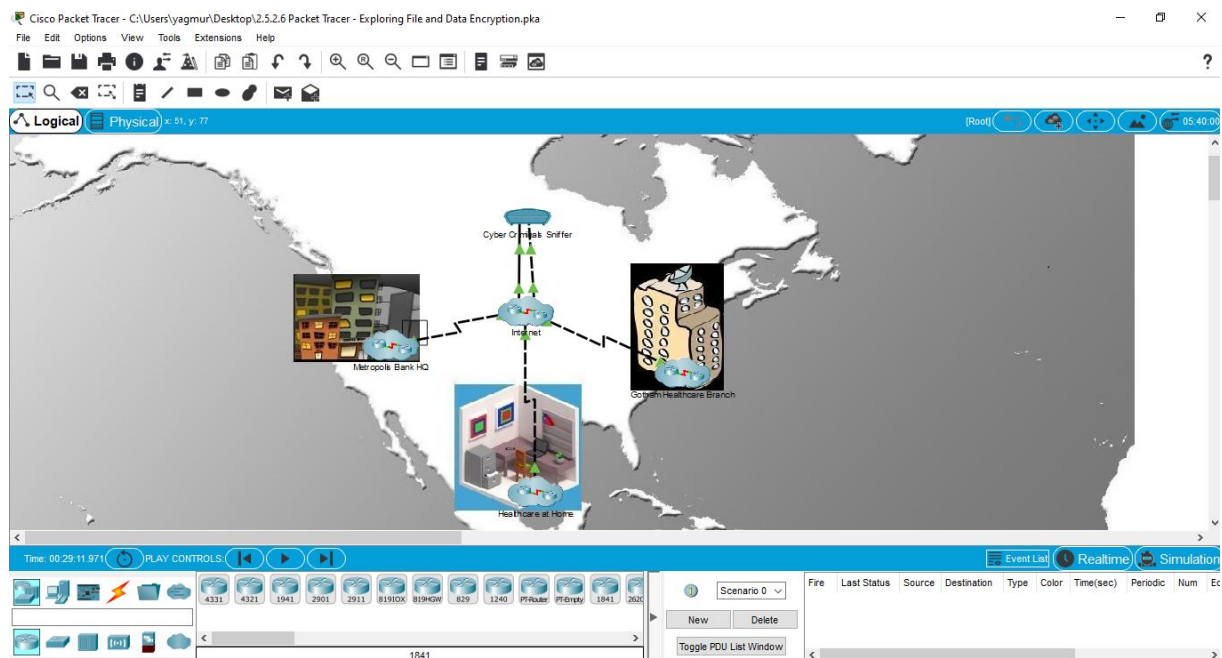 Cisco Packet Tracer - C:\Users\yagmur\Desktop\2.5.2.6 Packet Tracer - Exploring File and Data Encryption.pka
File Edit Options View Tools Extensions Help
?
Logical Physical x: 51, y: 77 [Root] 05:40:00
Cyber Criminals Sniffer
Internet
Metropolis Bank HQ
Gotham Healthcare Branch
Healthcare at Home
Time: 00:29:11.971 PLAY CONTROLS: Event List Realtime Simulation
4331 4321 1941 2901 2911 819IOX 819HGW 829 1240 PT-Router PT-Empty 1841 2620
Scenario 0
Fire Last Status Source Destination Type Color Time(sec) Periodic Num
New Delete
Toggle PDU List Window
1841